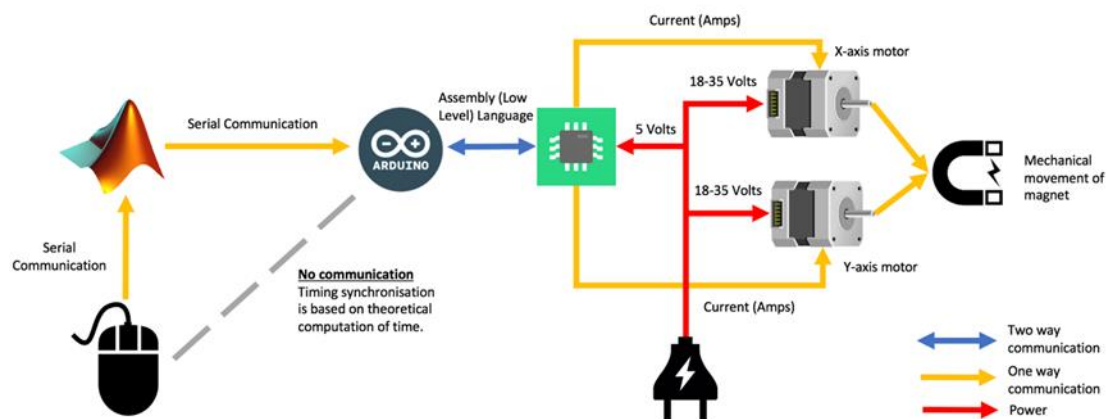 Current (Amps)
X-axis motor
18-35 Volts
Assembly (Low
Level) Language
Serial Communication
5 Volts
ARDUINO
Mechanical
movement of
magnet
18-35 Volts
Serial
Communication
No communication
Timing synchronisation
is based on theoretical
computation of time.
Y-axis motor
Current (Amps)
Two way
communication
One way
communication
Power